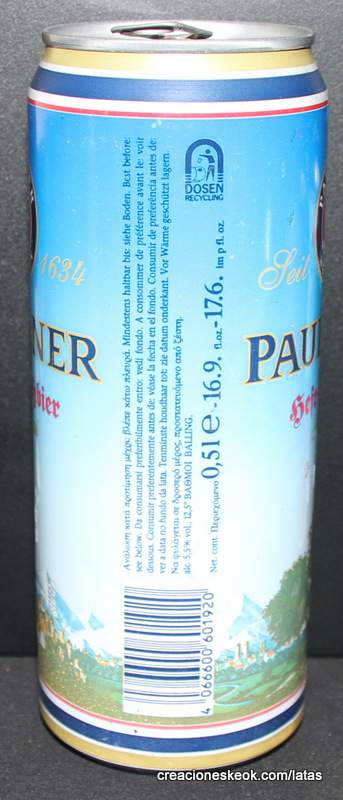 1634
NER
bier
Ανάλωση κατά προτίμηση μέχρι: βλέπε κάτω πλευρά. Mindestens haltbar bis: siehe Boden. Best before:
see below. Da consumarsi preferibilmente entro: vedi fondo. A consommer de préférence avant le: voir
dessous. Consumir preferentemente antes de: véase la fecha en el fondo. Consumir de preferência antes de:
ver a data no fundo da lata. Tenminste houdbaar tot: zie datum onderkant. Vor Wärme geschützt lagern.
Να φυλάγεται σε δροσερό μέρος, προστατευόμενο από ζέστη.
alc. 5,5% vol., 12,5° ΒΑΘΜΟΙ BALLING.
Net. cont. Περιεχόμενο 0,51 e -16.9. fl.oz.-17.6. im p fl. oz.
DOSEN
RECYCLING
4 066600 601920
Seit
PAU
Hefe
creacioneskeok.com/latas